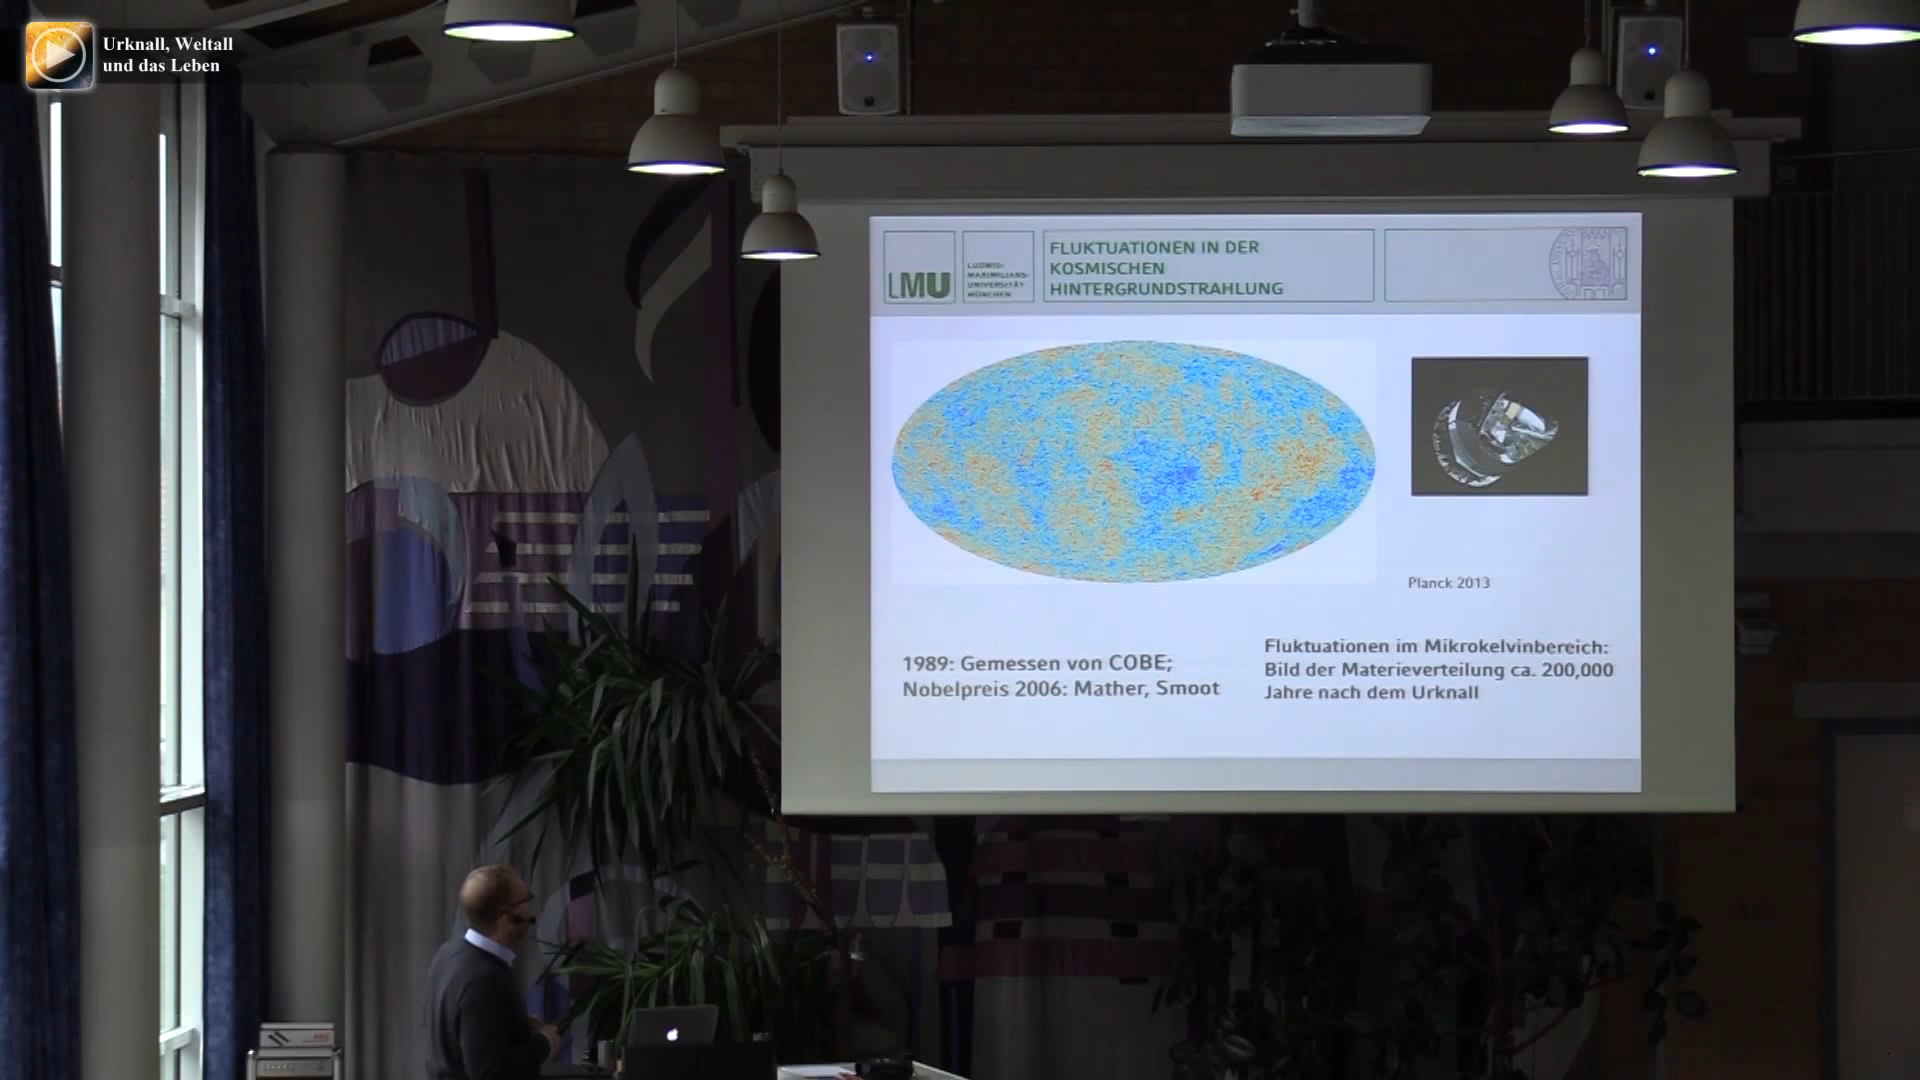 Urknall, Weltall
und das Leben
LMU
LUDWIG-
MAXIMILIANS-
UNIVERSITÄT
MÜNCHEN
FLUKTUATIONEN IN DER
KOSMISCHEN
HINTERGRUNDSTRAHLUNG
Planck 2013
1989: Gemessen von COBE;
Nobelpreis 2006: Mather, Smoot
Fluktuationen im Mikrokelvinbereich:
Bild der Materieverteilung ca. 200,000
Jahre nach dem Urknall